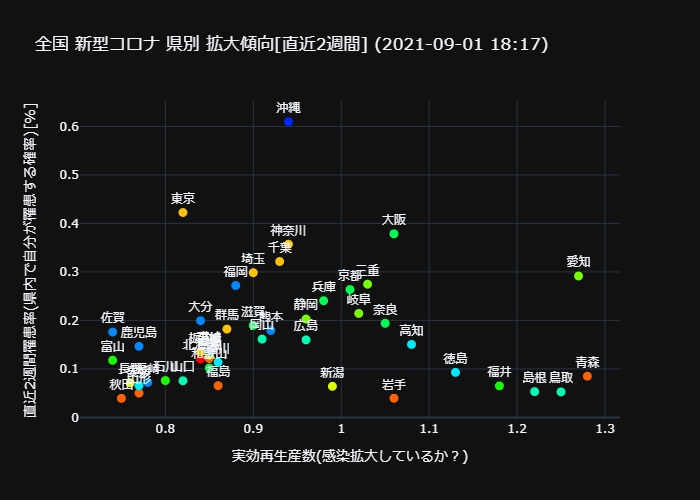 全国 新型コロナ 県別 拡大傾向[直近2週間] (2021-09-01 18:17)
直近2週間罹患率(県内で自分が罹患する確率)[%]
0.6
0.5
0.4
0.3
0.2
0.1
0
沖縄
東京
大阪
神奈川
千葉
埼玉
愛知
福岡
京都
三重
兵庫
岐阜
静岡
奈良
大分
滋賀
群馬
熊本
岡山
広島
佐賀
鹿児島
高知
富山
石川
山口
福島
徳島
青森
新潟
岩手
福井
島根
鳥取
秋田
0.8
0.9
1
1.1
1.2
1.3
実効再生産数(感染拡大しているか？)